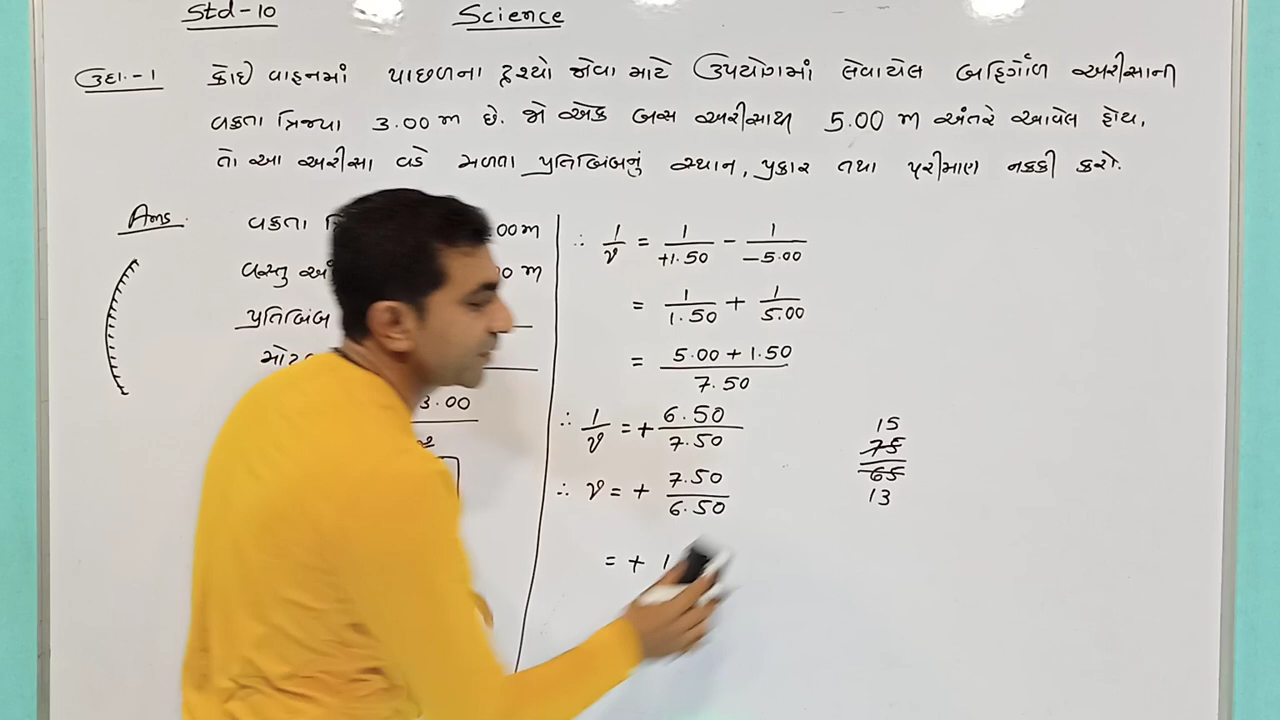 Std-10 Science
ઉદા.-1 કોઈ વાહનમાં પાછળના દ્રશ્યો જોવા માટે ઉપયોગમાં લેવાયેલ બહિર્ગોળ અરીસાની
વક્રતા ત્રિજ્યા 3.00 m છે. જો એક બસ અરીસાથી 5.00 m અંતરે આવેલ હોય,
તો આ અરીસા વડે મળતા પ્રતિબિંબનું સ્થાન, પ્રકાર તથા પરીમાણ નક્કી કરો.
Ans.
વક્રતા 00m
વસ્તુ 0 m
પ્રતિબિંબ
3.00
∴ 1/v = 1/+1.50 - 1/-5.00
= 1/1.50 + 1/5.00
= 5.00 + 1.50/7.50
∴ 1/v = + 6.50/7.50
∴ v = + 7.50/6.50
= + 1
15
75
65
13